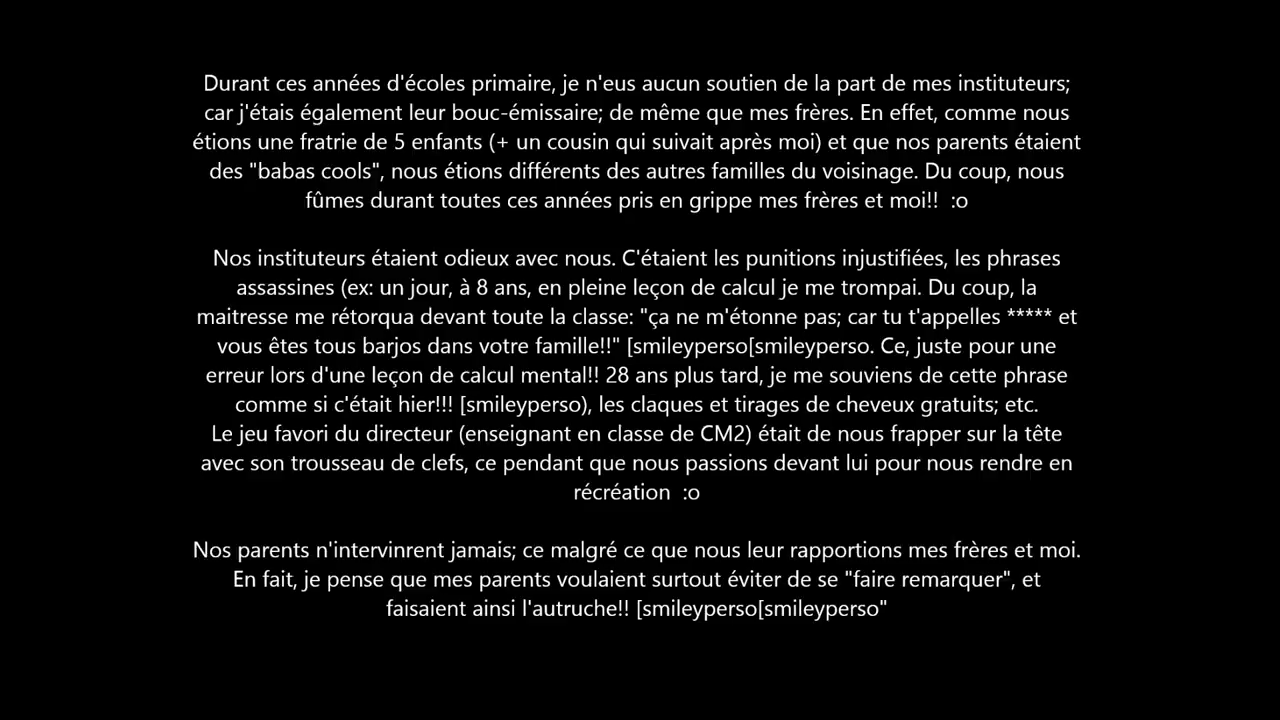 Durant ces années d'écoles primaire, je n'eus aucun soutien de la part de mes instituteurs;
car j'étais également leur bouc-émissaire; de même que mes frères. En effet, comme nous
étions une fratrie de 5 enfants (+ un cousin qui suivait après moi) et que nos parents étaient
des "babas cools", nous étions différents des autres familles du voisinage. Du coup, nous
fûmes durant toutes ces années pris en grippe mes frères et moi!!  :o
Nos instituteurs étaient odieux avec nous. C'étaient les punitions injustifiées, les phrases
assassines (ex: un jour, à 8 ans, en pleine leçon de calcul je me trompai. Du coup, la
maitresse me rétorqua devant toute la classe: "ça ne m'étonne pas; car tu t'appelles ***** et
vous êtes tous barjos dans votre famille!!" [smileyperso[smileyperso. Ce, juste pour une
erreur lors d'une leçon de calcul mental!! 28 ans plus tard, je me souviens de cette phrase
comme si c'était hier!!! [smileyperso), les claques et tirages de cheveux gratuits; etc.
Le jeu favori du directeur (enseignant en classe de CM2) était de nous frapper sur la tête
avec son trousseau de clefs, ce pendant que nous passions devant lui pour nous rendre en
récréation  :o
Nos parents n'intervinrent jamais; ce malgré ce que nous leur rapportions mes frères et moi.
En fait, je pense que mes parents voulaient surtout éviter de se "faire remarquer", et
faisaient ainsi l'autruche!! [smileyperso[smileyperso"